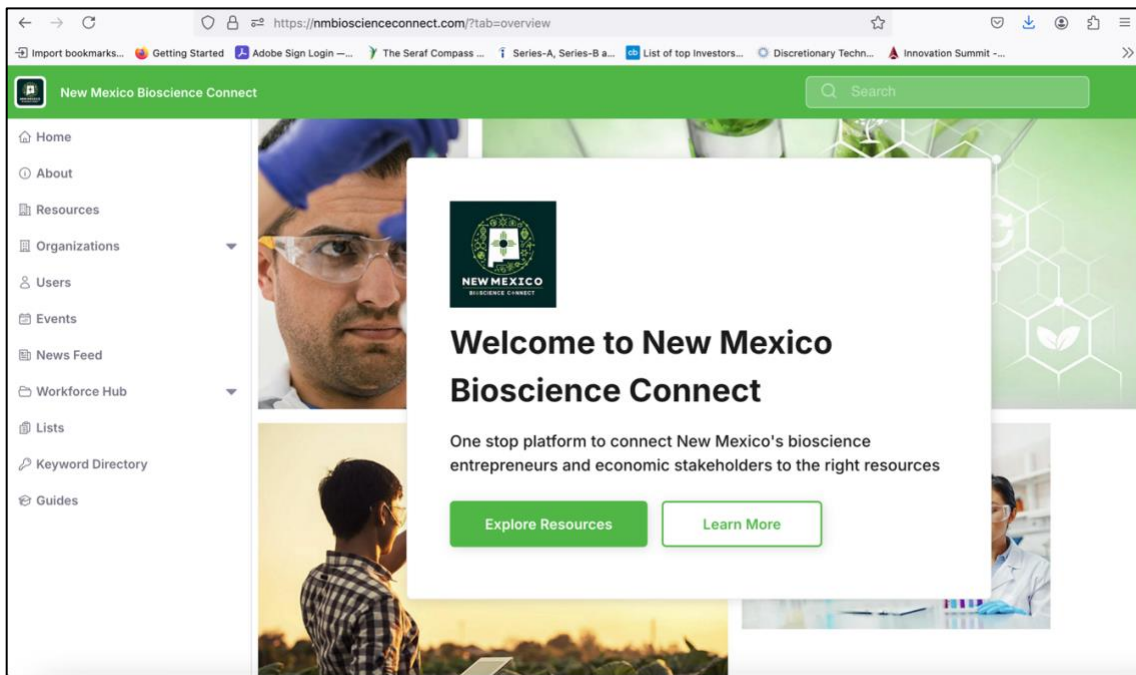 https://nmbioscienceconnect.com/?tab=overview
Import bookmarks... Getting Started Adobe Sign Login —... The Seraf Compass ... Series-A, Series-B a... cb List of top Investors... Discretionary Techn... Innovation Summit -...
New Mexico Bioscience Connect
Search
Home
About
Resources
Organizations
Users
Events
News Feed
Workforce Hub
Lists
Keyword Directory
Guides
NEW MEXICO
BIOSCIENCE CONNECT
Welcome to New Mexico
Bioscience Connect
One stop platform to connect New Mexico's bioscience
entrepreneurs and economic stakeholders to the right resources
Explore Resources
Learn More